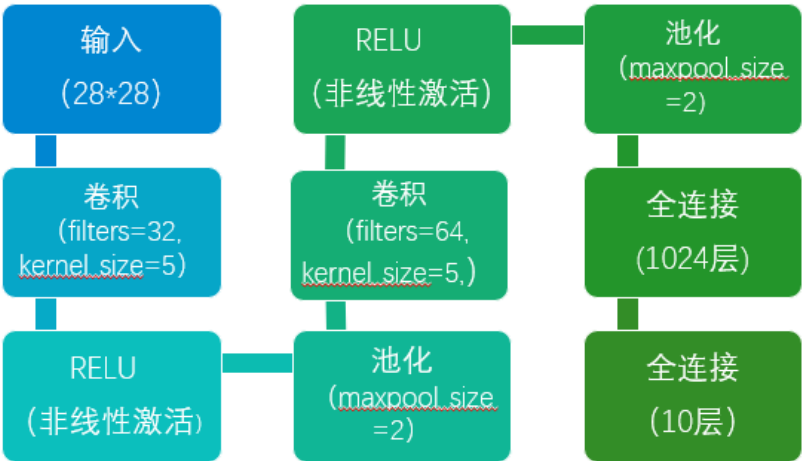 输入
（28*28）
卷积
（filters=32,
kernel_size=5）
RELU
（非线性激活）
池化
（maxpool_size
=2）
卷积
（filters=64,
kernel_size=5,）
RELU
（非线性激活）
池化
（maxpool_size
=2）
全连接
（1024层）
全连接
（10层）